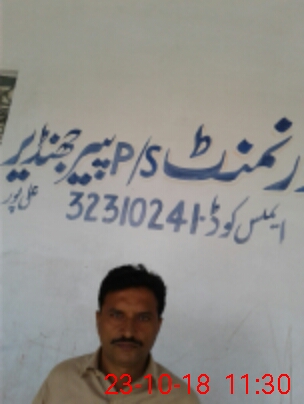 رنمنٹ P/S پیر جھنڈیر
ایمس کوڈ 32310241
علی پور
23-10-18 11:30